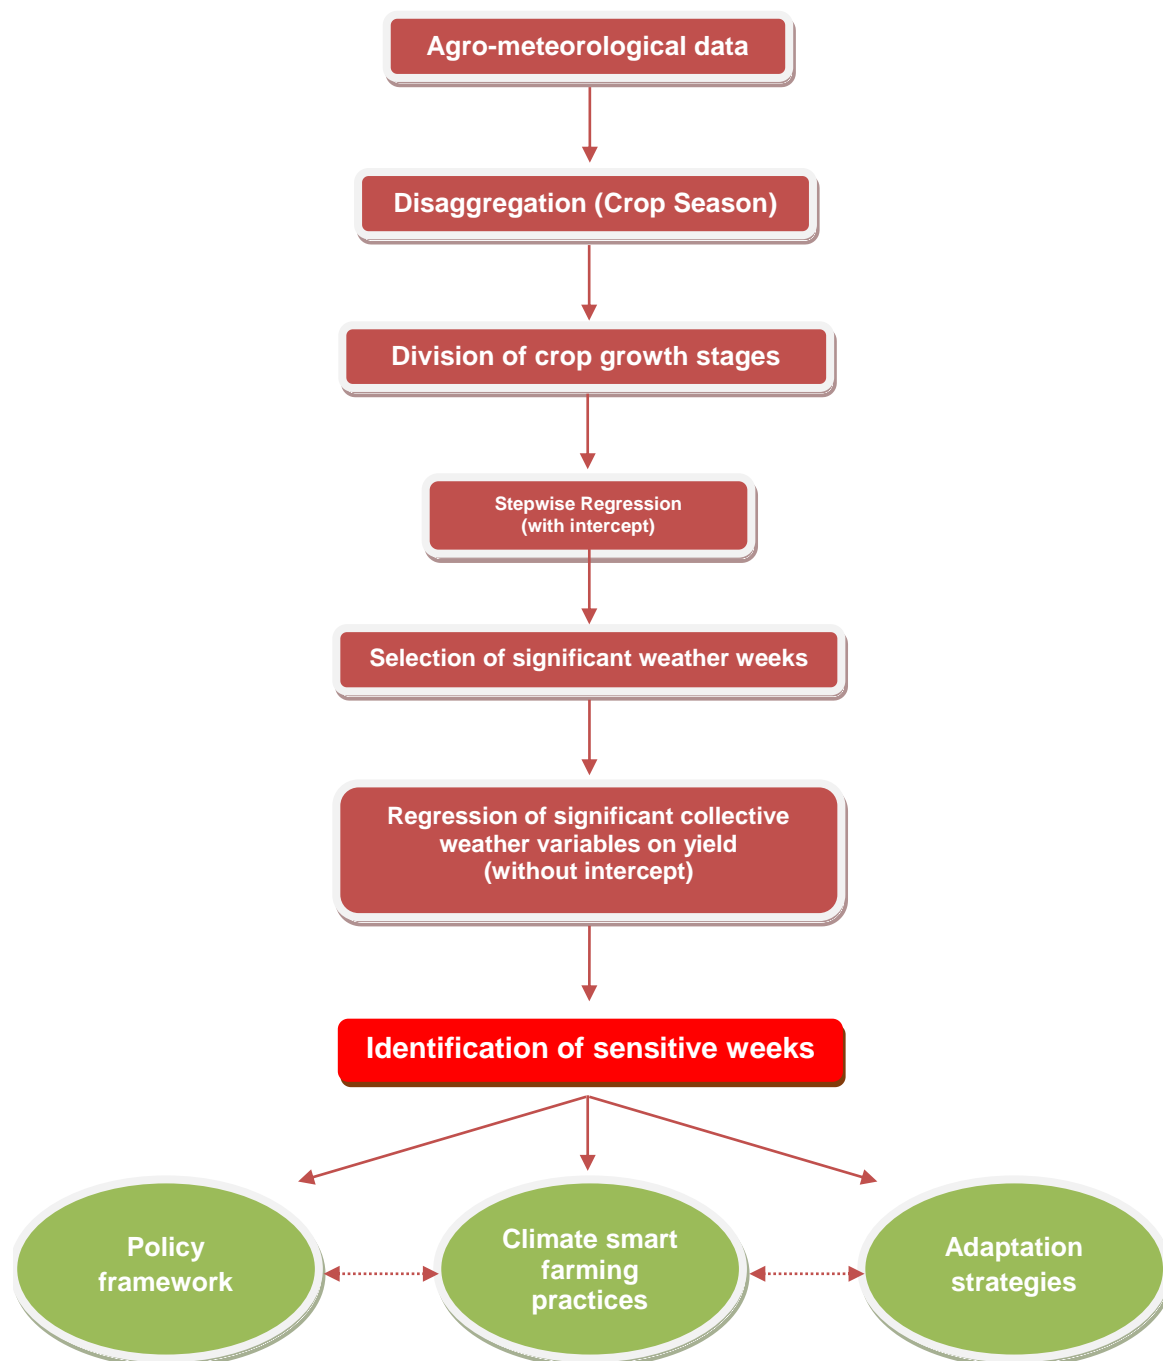 Agro-meteorological data
Disaggregation (Crop Season)
Division of crop growth stages
Stepwise Regression
(with intercept)
Selection of significant weather weeks
Regression of significant collective
weather variables on yield
(without intercept)
Identification of sensitive weeks
Policy
framework
Climate smart
farming
practices
Adaptation
strategies